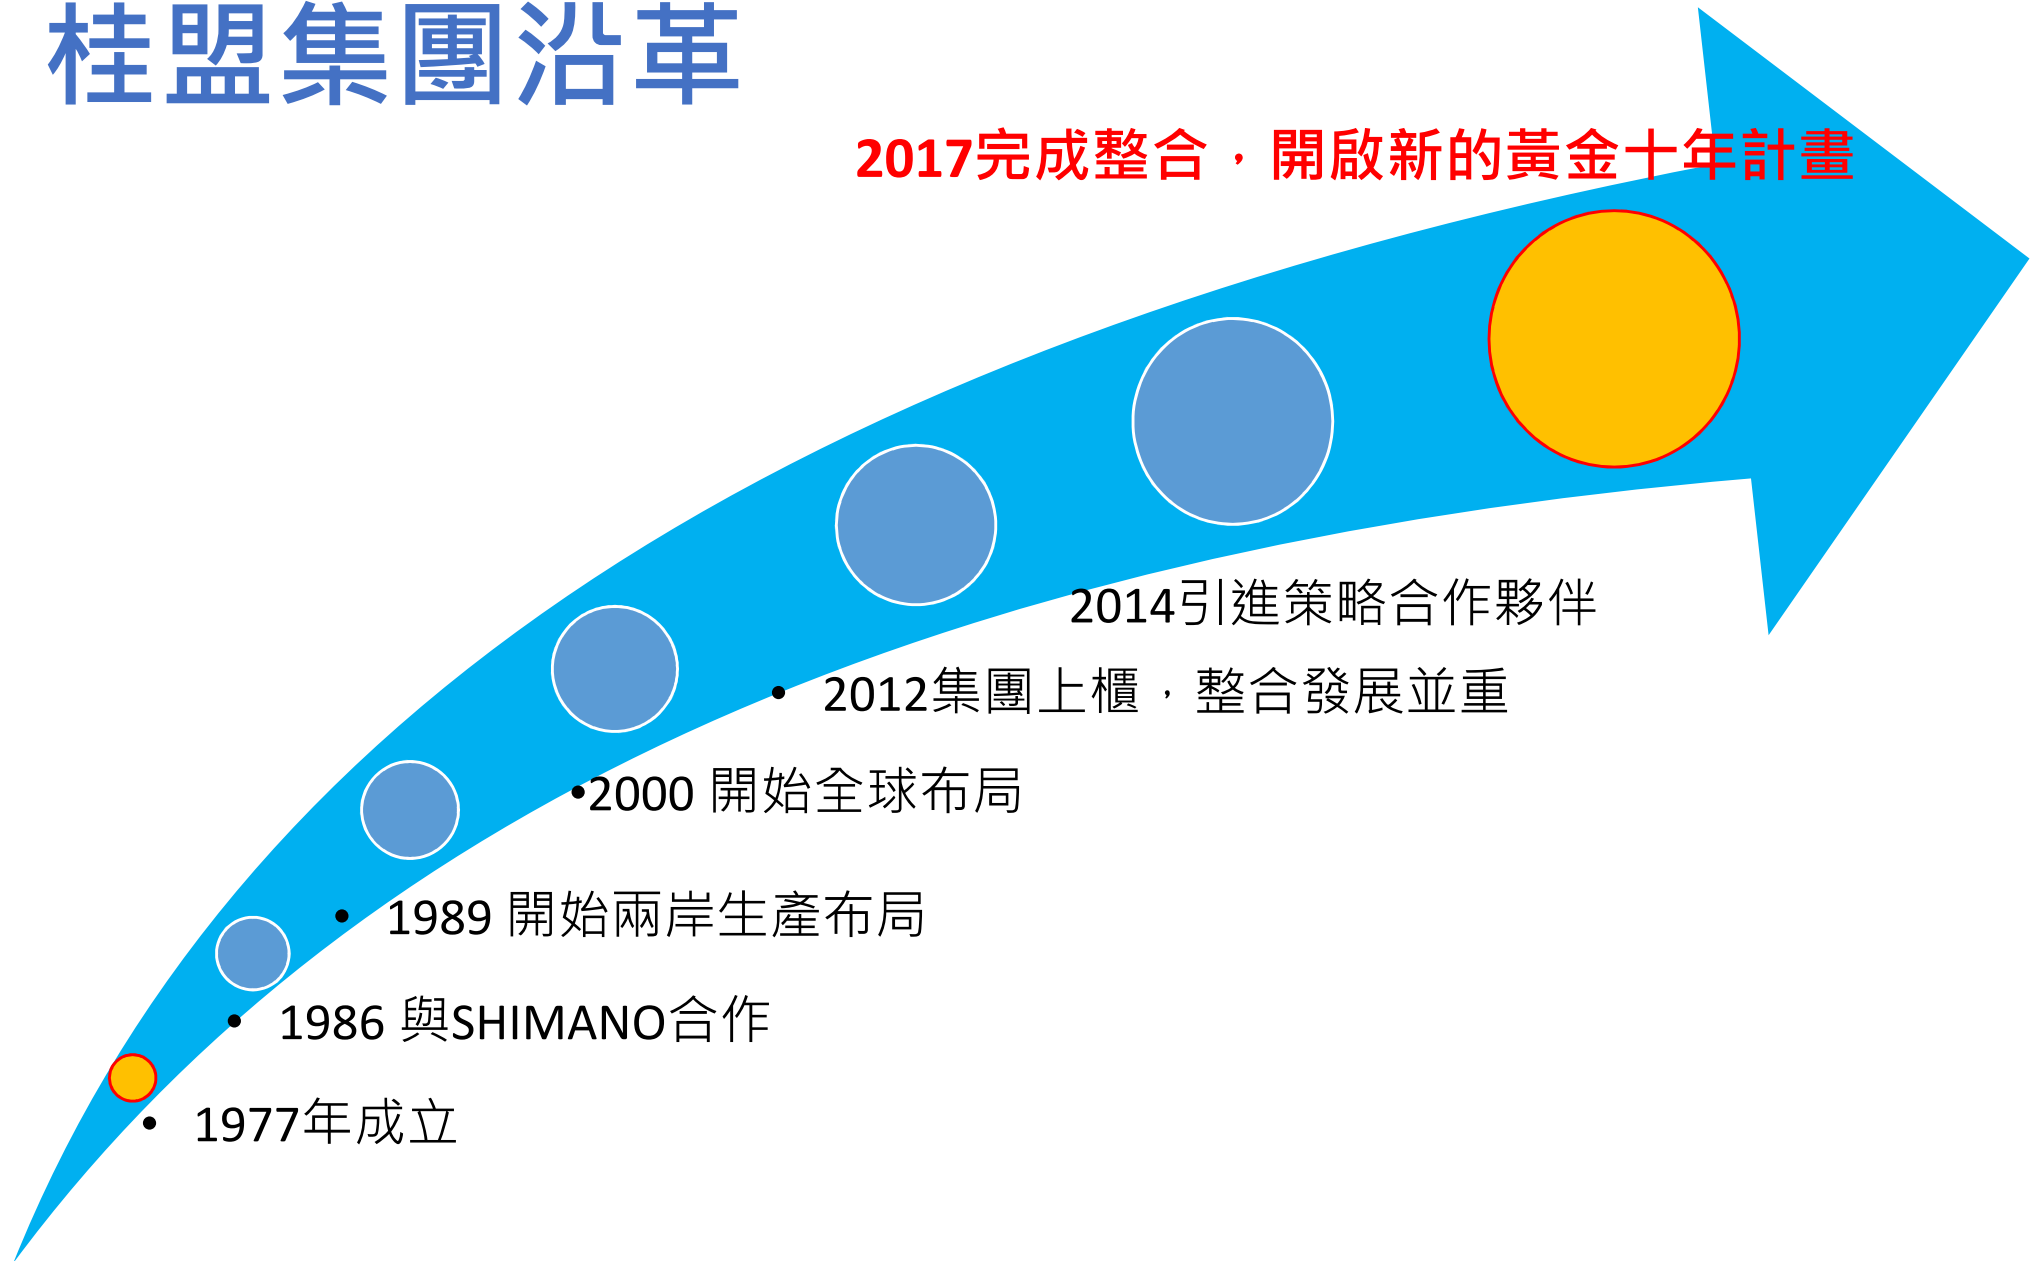 桂盟集團沿革
2017完成整合，開啟新的黃金十年計畫
2014引進策略合作夥伴
• 2012集團上櫃，整合發展並重
•2000 開始全球布局
• 1989 開始兩岸生產布局
• 1986 與SHIMANO合作
• 1977年成立